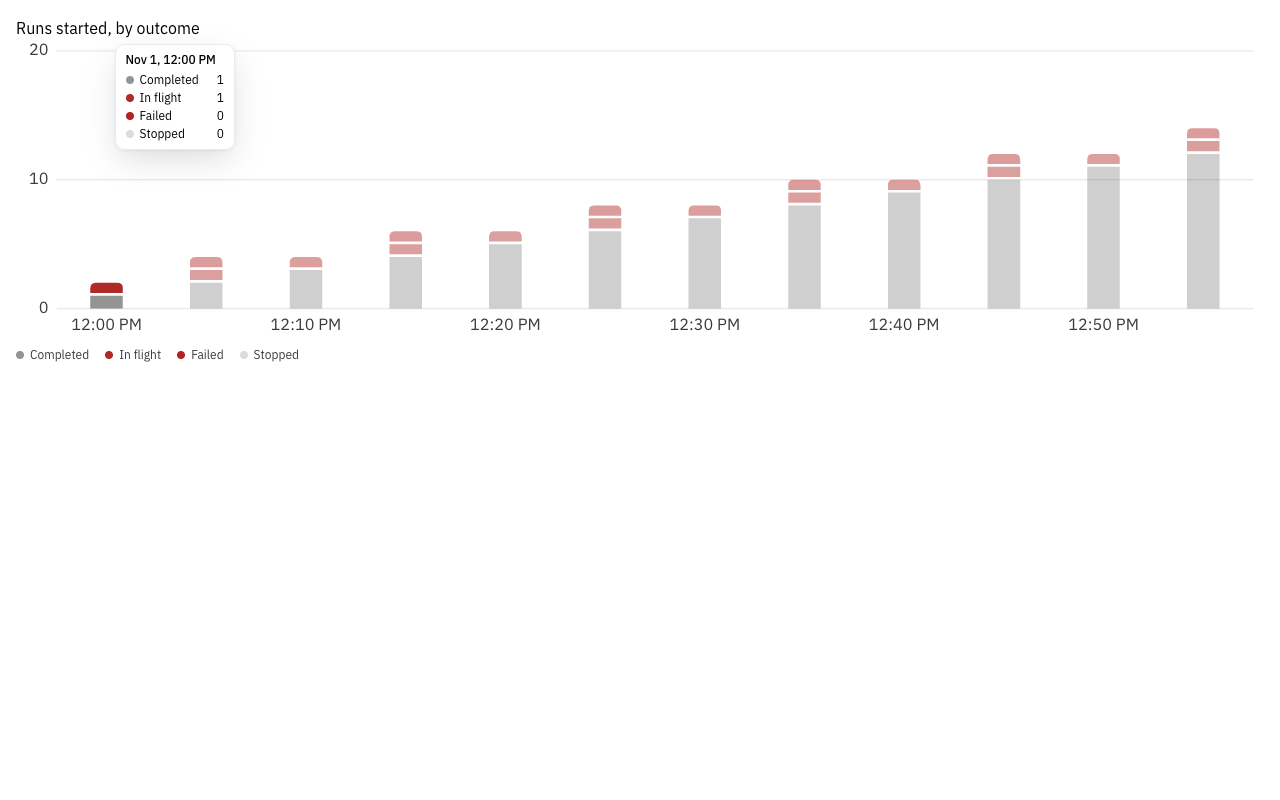 Runs started, by outcome
20
Nov 1, 12:00 PM
Completed 1
In flight 1
Failed 0
Stopped 0
10
0
12:00 PM 12:10 PM 12:20 PM 12:30 PM 12:40 PM 12:50 PM
Completed In flight Failed Stopped